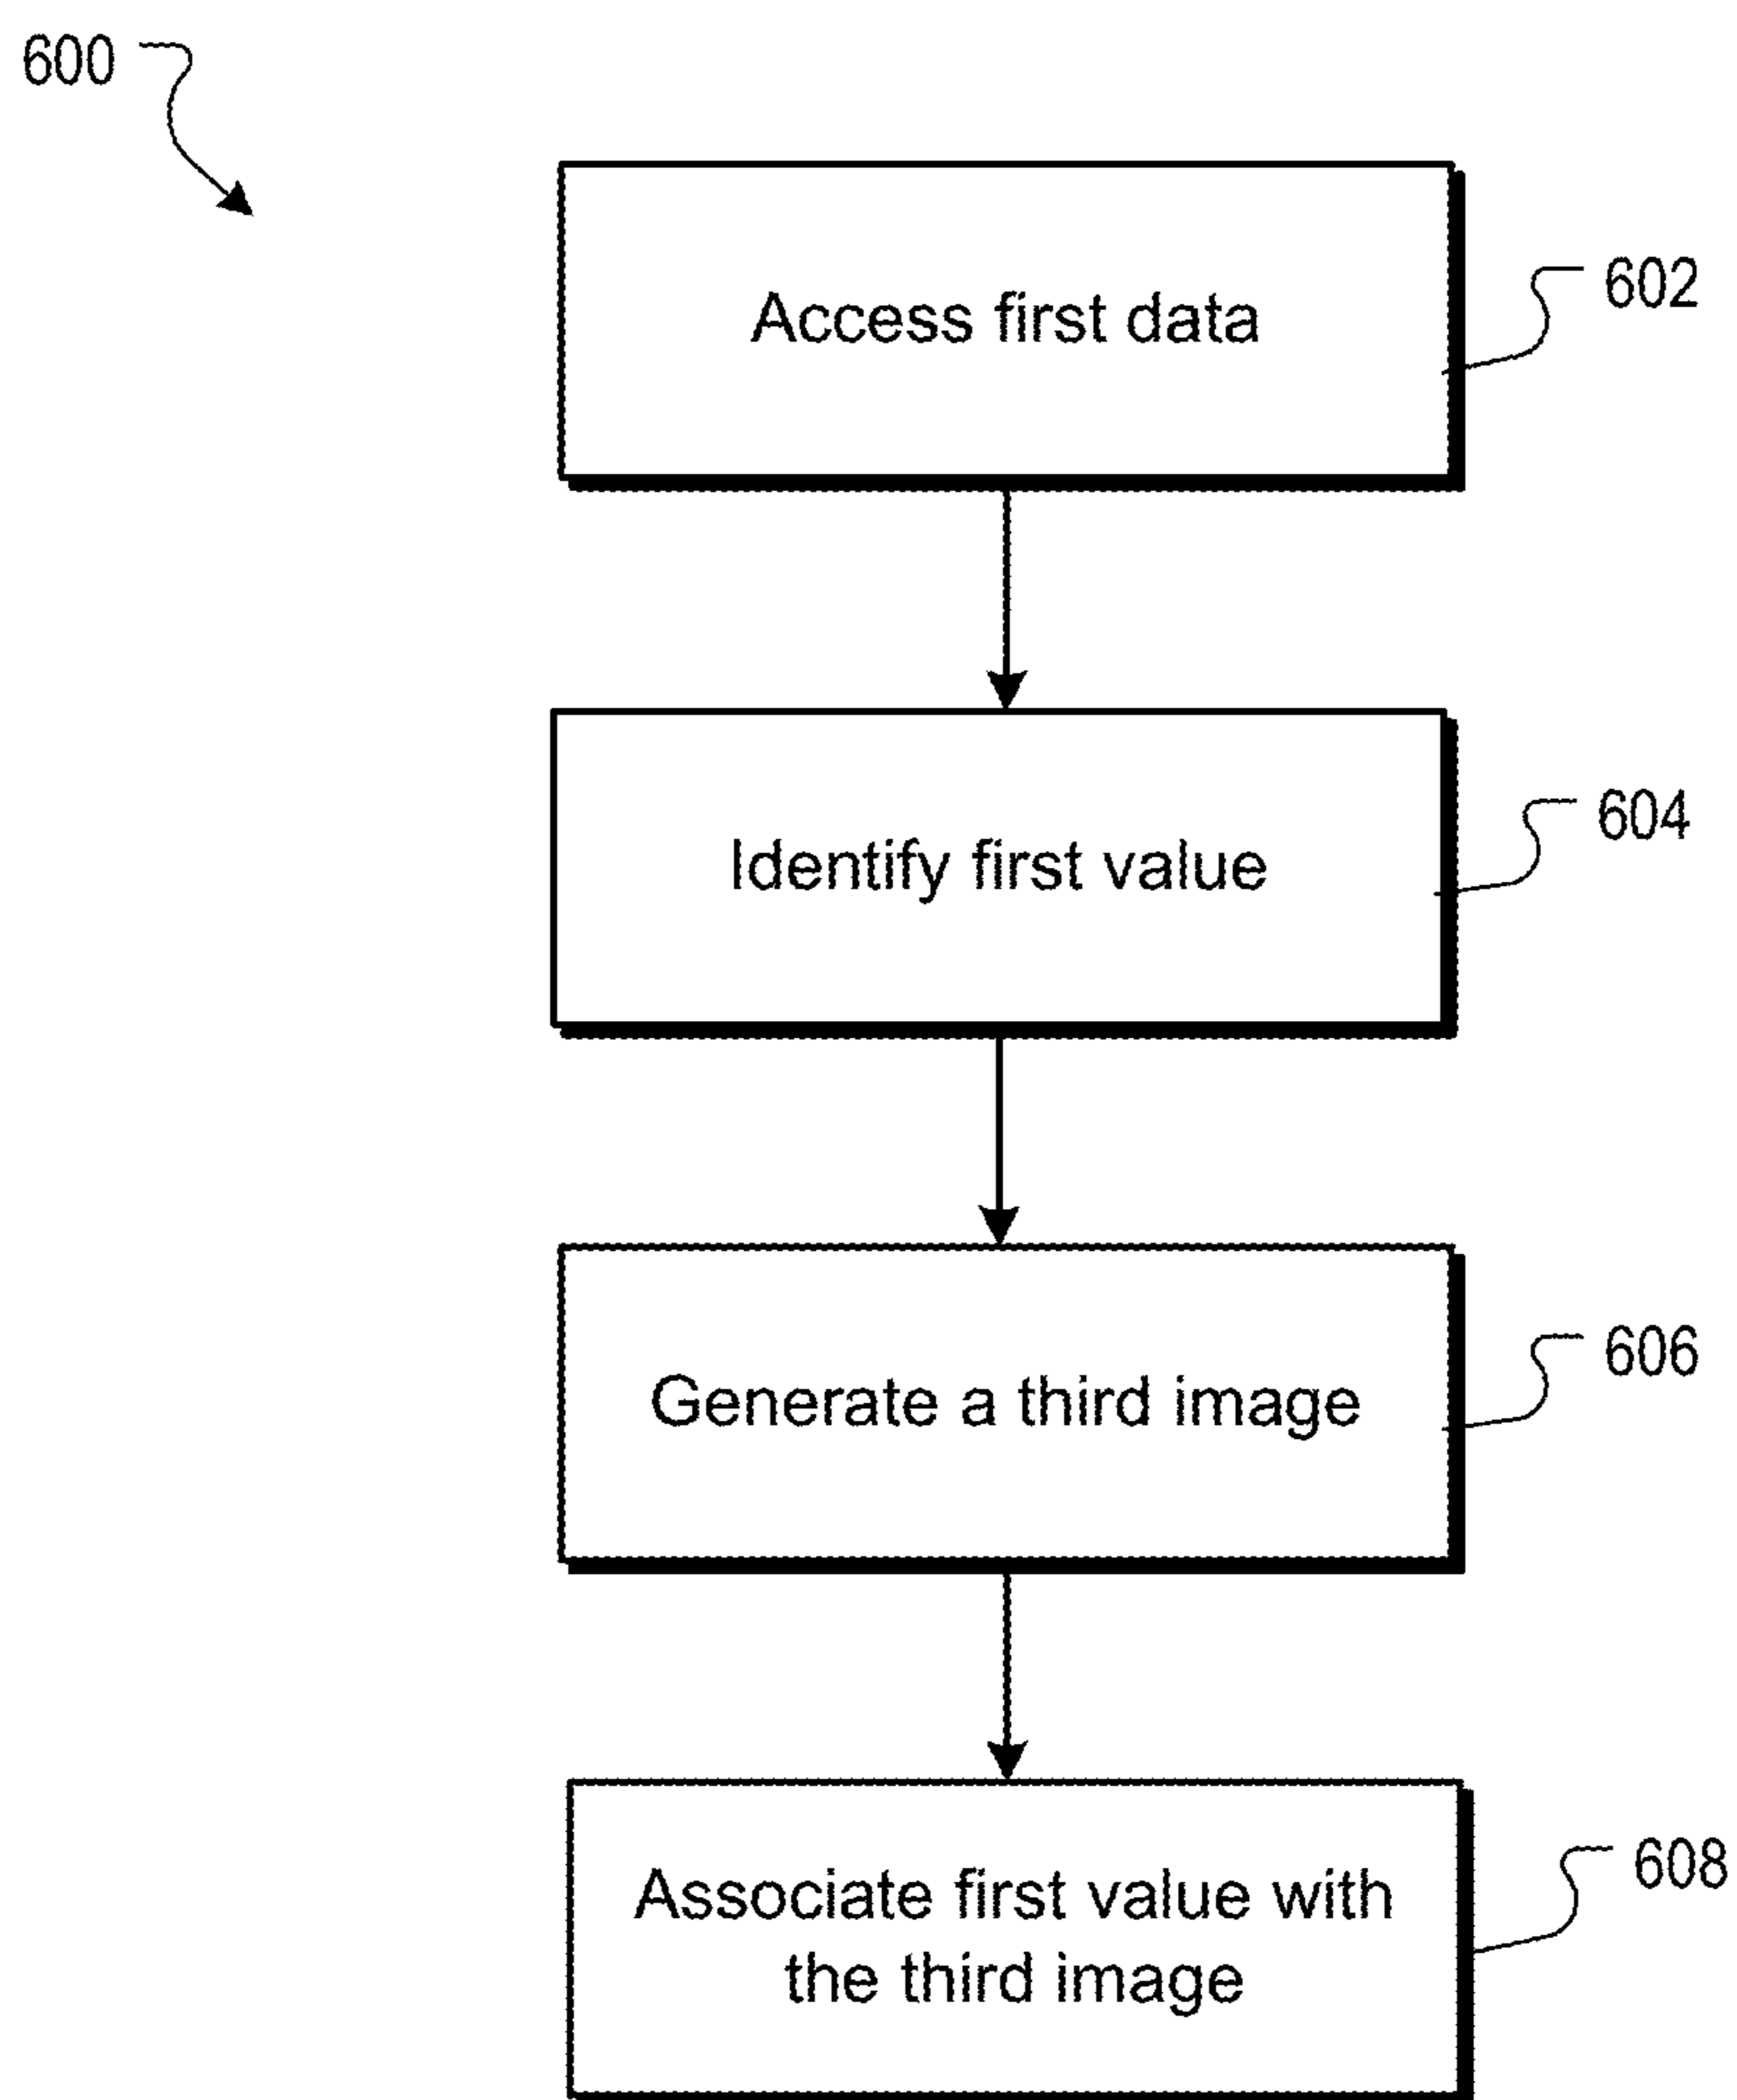 600
Access first data
602
Identify first value
604
Generate a third image
606
Associate first value with
the third image
608